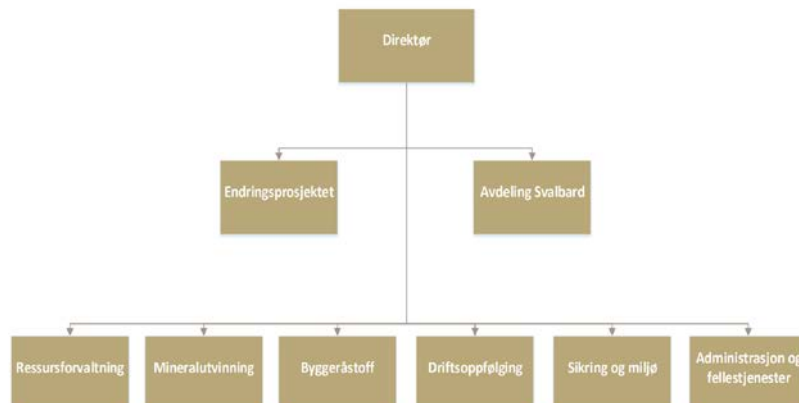 Direktør
Endringsprosjektet
Avdeling Svalbard
Ressursforvaltning
Mineralutvinning
Byggeråstoff
Driftsoppfølging
Sikring og miljø
Administrasjon og
fellestjenester